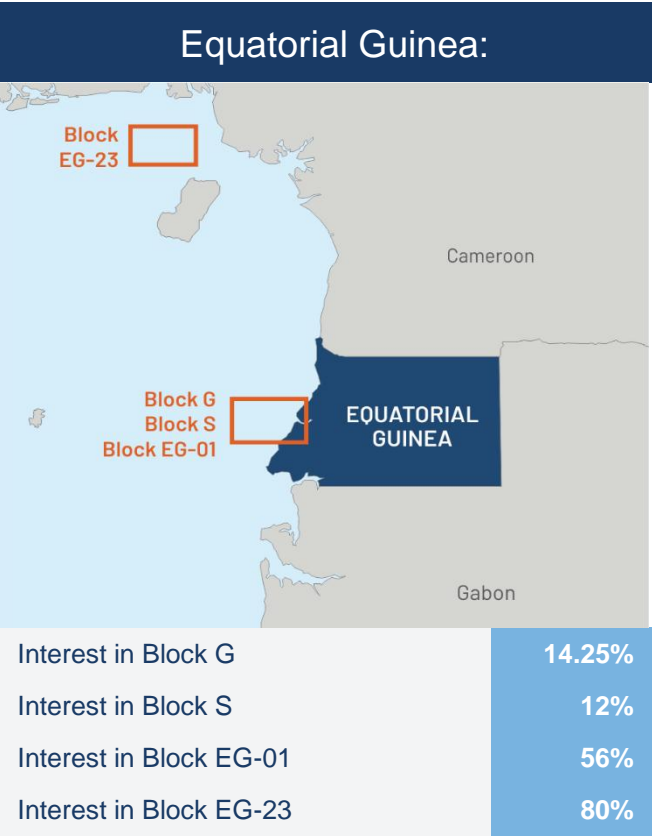 Equatorial Guinea:
Block
EG-23
Cameroon
Block G
Block S
Block EG-01
EQUATORIAL
GUINEA
Gabon
Interest in Block G 14.25%
Interest in Block S 12%
Interest in Block EG-01 56%
Interest in Block EG-23 80%